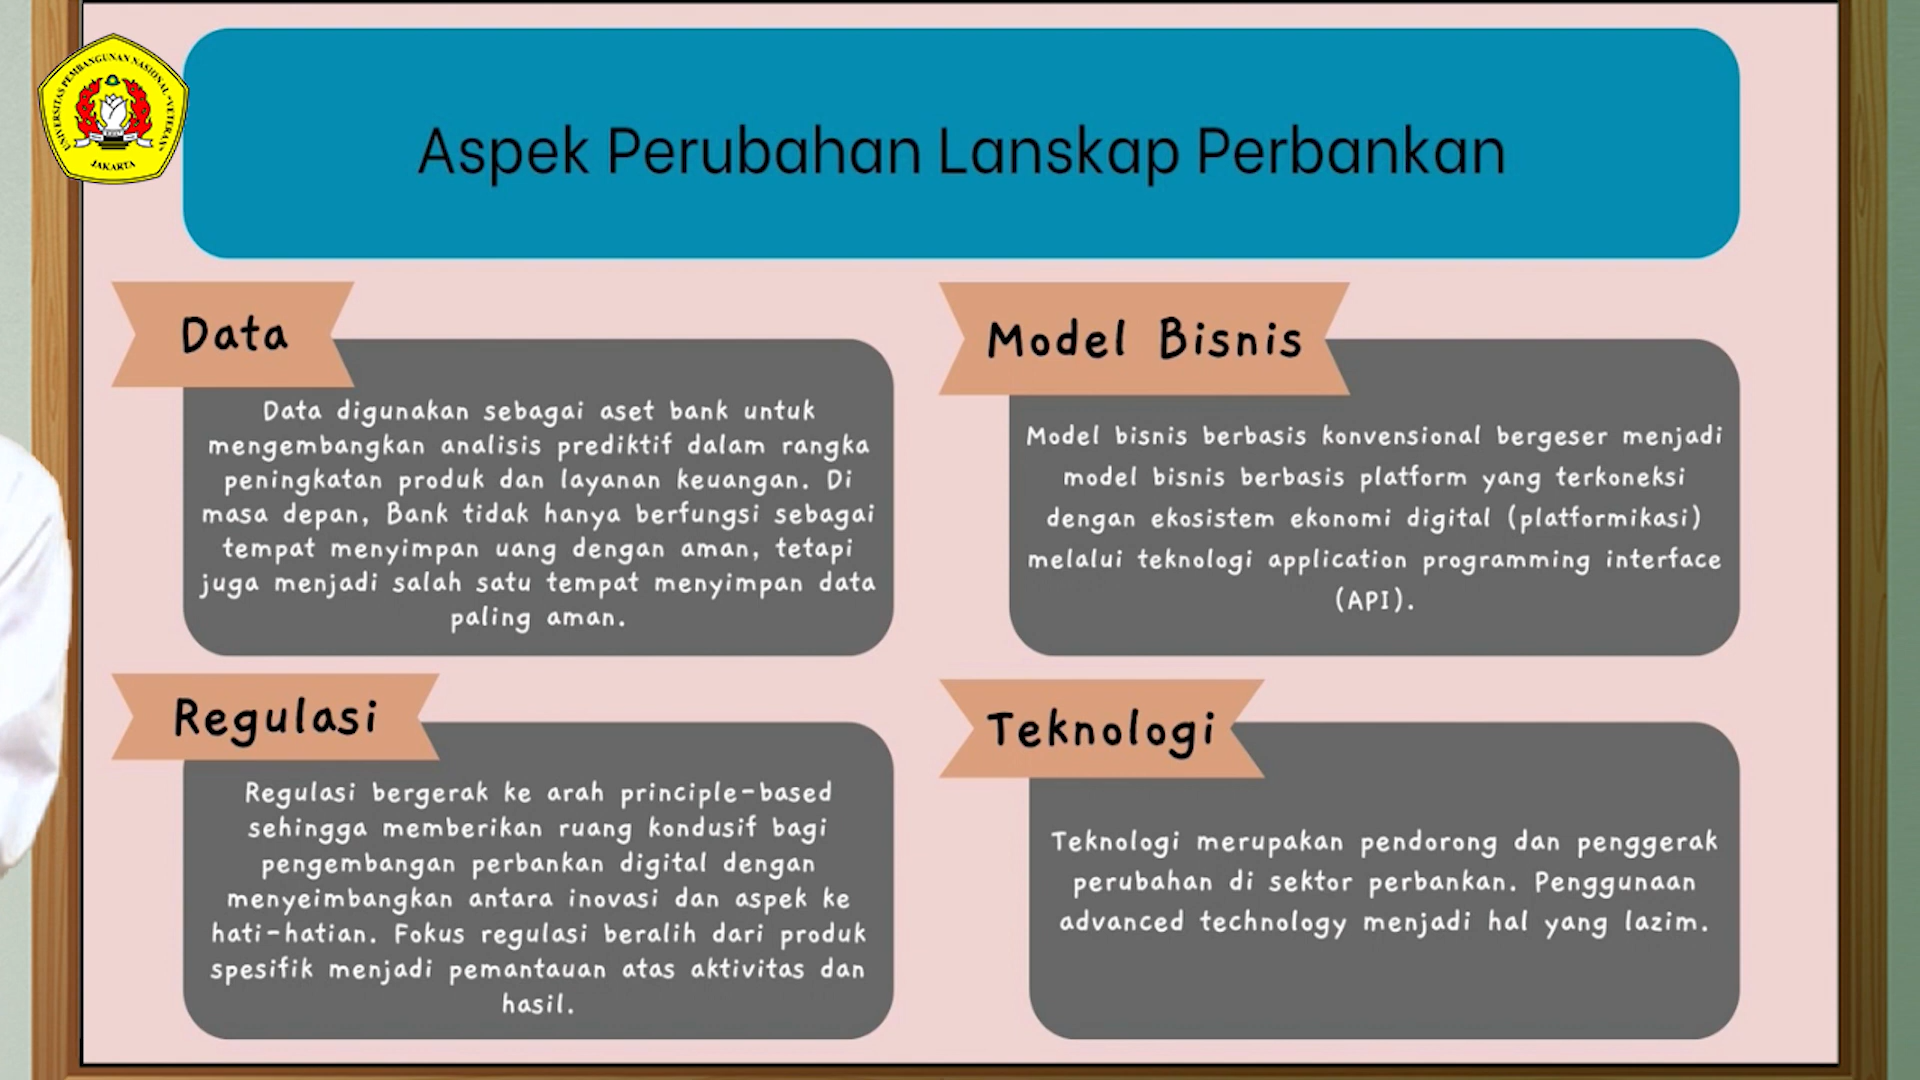 UNIVERSITAS PEMBANGUNAN NASIONAL "VETERAN"
JAKARTA
Aspek Perubahan Lanskap Perbankan
Data
Data digunakan sebagai aset bank untuk
mengembangkan analisis prediktif dalam rangka
peningkatan produk dan layanan keuangan. Di
masa depan, Bank tidak hanya berfungsi sebagai
tempat menyimpan uang dengan aman, tetapi
juga menjadi salah satu tempat menyimpan data
paling aman.
Model Bisnis
Model bisnis berbasis konvensional bergeser menjadi
model bisnis berbasis platform yang terkoneksi
dengan ekosistem ekonomi digital (platformikasi)
melalui teknologi application programming interface
(API).
Regulasi
Regulasi bergerak ke arah principle-based
sehingga memberikan ruang kondusif bagi
pengembangan perbankan digital dengan
menyeimbangkan antara inovasi dan aspek ke
hati-hatian. Fokus regulasi beralih dari produk
spesifik menjadi pemantauan atas aktivitas dan
hasil.
Teknologi
Teknologi merupakan pendorong dan penggerak
perubahan di sektor perbankan. Penggunaan
advanced technology menjadi hal yang lazim.